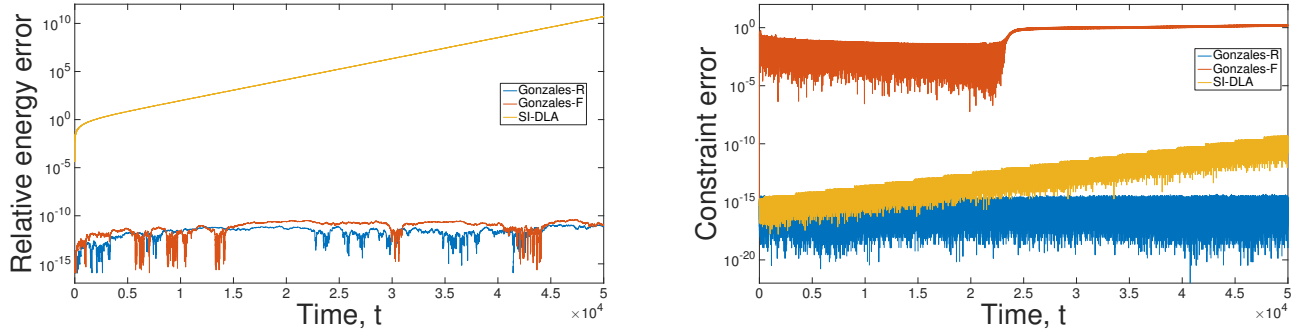 Relative energy error
10^10
10^5
10^0
10^-5
10^-10
10^-15
Gonzales-R
Gonzales-F
SI-DLA
0 0.5 1 1.5 2 2.5 3 3.5 4 4.5 5
Time, t
×10^4
Constraint error
10^0
10^-5
10^-10
10^-15
10^-20
Gonzales-R
Gonzales-F
SI-DLA
0 0.5 1 1.5 2 2.5 3 3.5 4 4.5 5
Time, t
×10^4